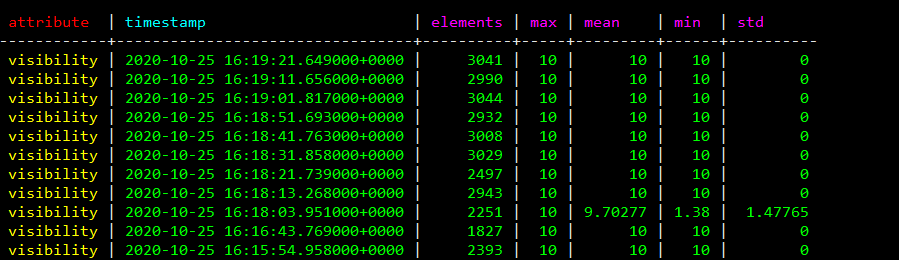 attribute | timestamp | elements | max | mean | min | std
-----------+---------------------------------+----------+-----+---------+------+---------
visibility | 2020-10-25 16:19:21.649000+0000 | 3041 | 10 | 10 | 10 | 0
visibility | 2020-10-25 16:19:11.656000+0000 | 2990 | 10 | 10 | 10 | 0
visibility | 2020-10-25 16:19:01.817000+0000 | 3044 | 10 | 10 | 10 | 0
visibility | 2020-10-25 16:18:51.693000+0000 | 2932 | 10 | 10 | 10 | 0
visibility | 2020-10-25 16:18:41.763000+0000 | 3008 | 10 | 10 | 10 | 0
visibility | 2020-10-25 16:18:31.858000+0000 | 3029 | 10 | 10 | 10 | 0
visibility | 2020-10-25 16:18:21.739000+0000 | 2497 | 10 | 10 | 10 | 0
visibility | 2020-10-25 16:18:13.268000+0000 | 2943 | 10 | 10 | 10 | 0
visibility | 2020-10-25 16:18:03.951000+0000 | 2251 | 10 | 9.70277 | 1.38 | 1.47765
visibility | 2020-10-25 16:16:43.769000+0000 | 1827 | 10 | 10 | 10 | 0
visibility | 2020-10-25 16:15:54.958000+0000 | 2393 | 10 | 10 | 10 | 0